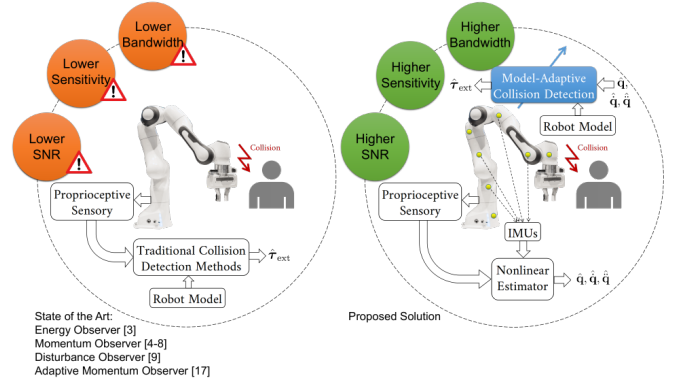 Lower
Bandwidth
Lower
Sensitivity
Lower
SNR
Collision
Proprioceptive
Sensory
Traditional Collision
Detection Methods
τ̂ext
Robot Model
State of the Art:
Energy Observer [3]
Momentum Observer [4-8]
Disturbance Observer [9]
Adaptive Momentum Observer [17]
Higher
Bandwidth
Higher
Sensitivity
Higher
SNR
τ̂ext
Model-Adaptive
Collision Detection
q̂,
q̂̇, q̂̈
Robot Model
Collision
Proprioceptive
Sensory
IMUs
Nonlinear
Estimator
q̂, q̂̇, q̂̈
Proposed Solution